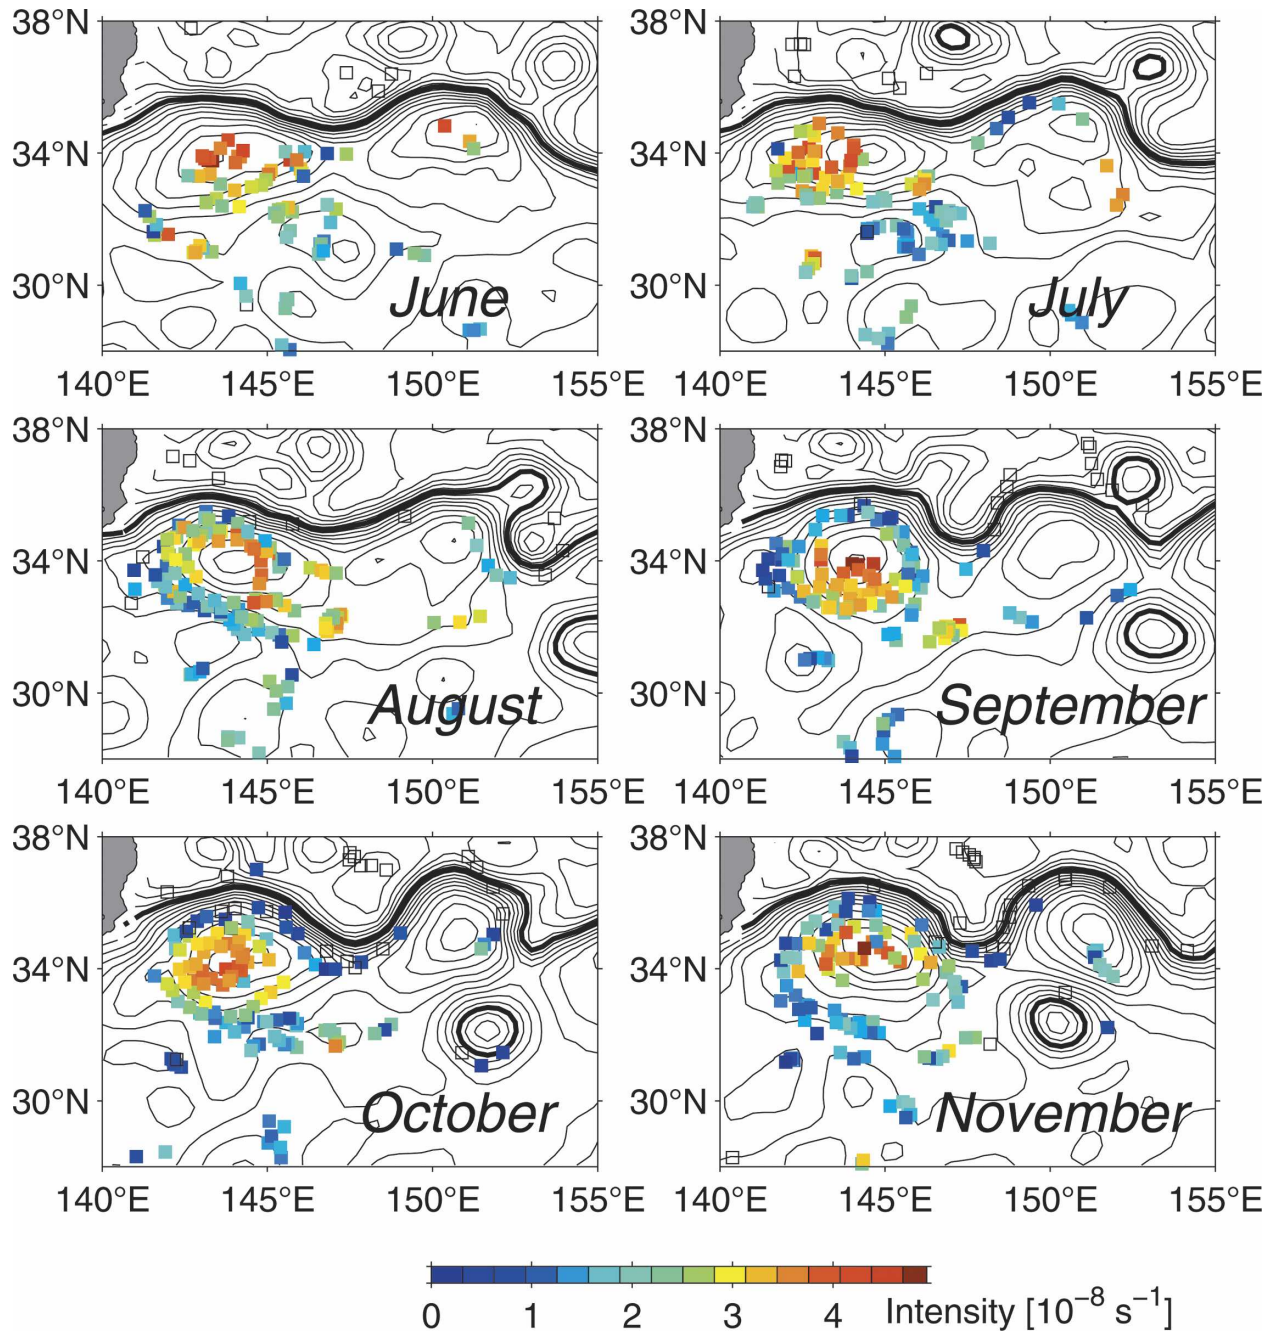 38°N 38°N
34°N 34°N
30°N 30°N
June July
140°E 145°E 150°E 155°E 140°E 145°E 150°E 155°E
38°N 38°N
34°N 34°N
30°N 30°N
August September
140°E 145°E 150°E 155°E 140°E 145°E 150°E 155°E
38°N 38°N
34°N 34°N
30°N 30°N
October November
140°E 145°E 150°E 155°E 140°E 145°E 150°E 155°E
0 1 2 3 4 Intensity [10⁻⁸ s⁻¹]